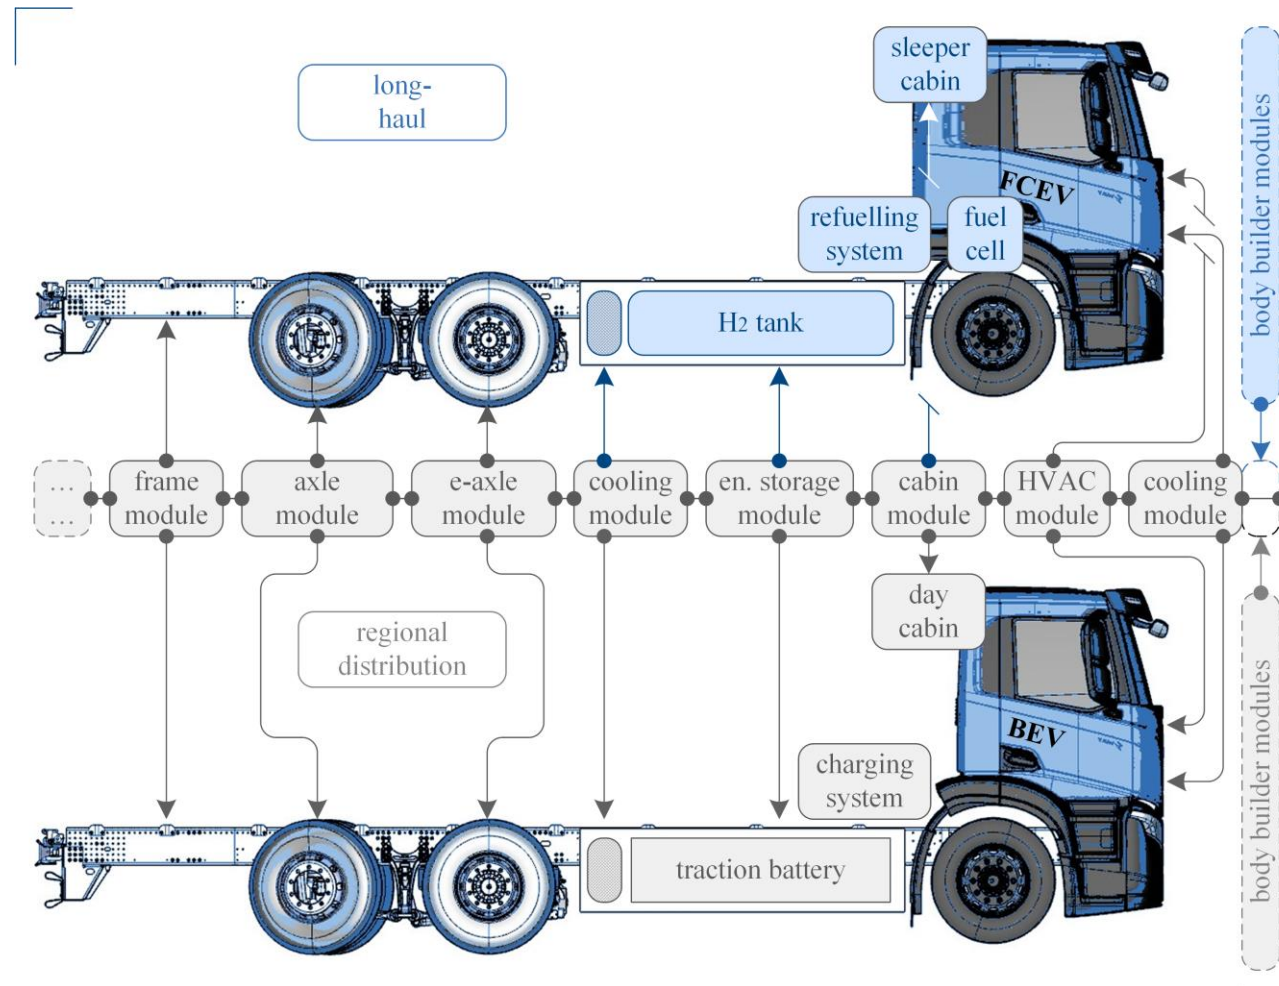 sleeper
cabin
long-
haul
FCEV
refuelling
system
fuel
cell
H2 tank
body builder modules
...
...
frame
module
axle
module
e-axle
module
cooling
module
en. storage
module
cabin
module
HVAC
module
cooling
module
day
cabin
regional
distribution
BEV
charging
system
traction battery
body builder modules